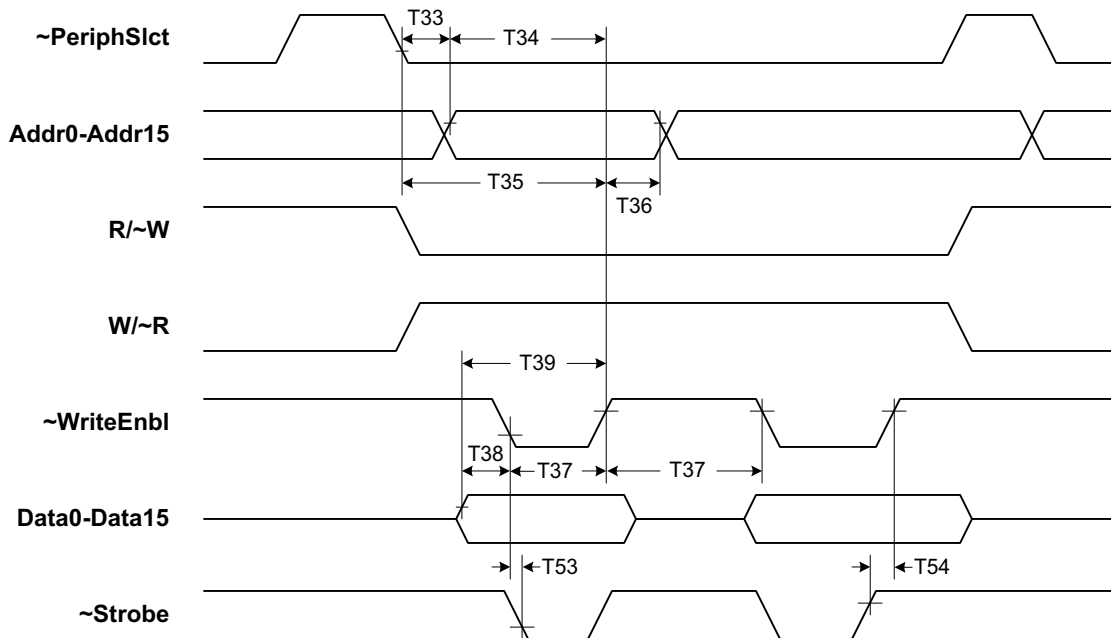 ~PeriphSlct
T33
T34
Addr0-Addr15
T35
T36
R/~W
W/~R
T39
~WriteEnbl
T38
T37
T37
Data0-Data15
T53
T54
~Strobe